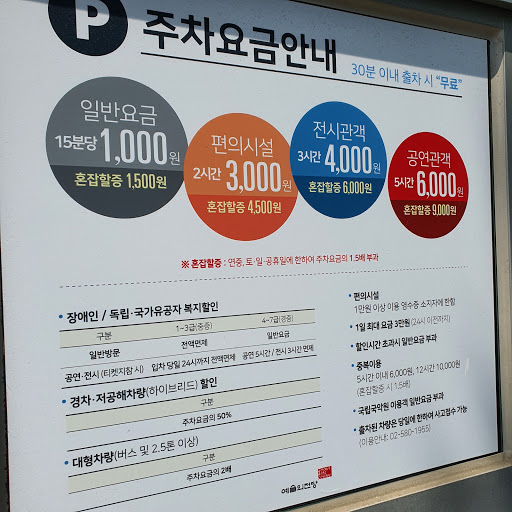 P 주차요금안내
30분 이내 출차 시 "무료"
일반요금
15분당 1,000원
혼잡할증 1,500원
편의시설
2시간 3,000원
혼잡할증 4,500원
전시관객
3시간 4,000원
혼잡할증 6,000원
공연관객
5시간 6,000원
혼잡할증 9,000원
※ 혼잡할증 : 연중, 토·일·공휴일에 한하여 주차요금의 1.5배 부과
• 장애인 / 독립·국가유공자 복지할인
구분 1~3급(중증) 4~7급(경증)
일반방문 전액면제 일반요금
공연·전시 (티켓지참 시) 입차 당일 24시까지 전액면제 공연 5시간 / 전시 3시간 면제
• 경차·저공해차량(하이브리드) 할인
구분
주차요금의 50%
• 대형차량(버스 및 2.5톤 이상)
구분
주차요금의 2배
• 편의시설
1만원 이상 이용 영수증 소지자에 한함
• 1일 최대 요금 3만원 (24시 이전까지)
• 할인시간 초과시 일반요금 부과
• 중복이용
5시간 이내 6,000원, 12시간 10,000원
(혼잡할증 시 1.5배)
• 국립국악원 이용객 일반요금 부과
• 출차된 차량은 당일에 한하여 사고접수 가능
(이용안내: 02-580-1955)
예술의전당